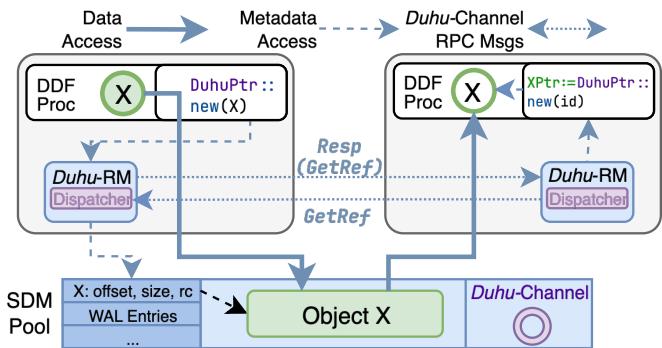 Data
Access
Metadata
Access
Duhu-Channel
RPC Msgs
DDF
Proc
X
DuhuPtr::
new(X)
DDF
Proc
X
XPtr:=DuhuPtr::
new(id)
Duhu-RM
Dispatcher
Resp
(GetRef)
GetRef
Duhu-RM
Dispatcher
SDM
Pool
X: offset, size, rc
WAL Entries
...
Object X
Duhu-Channel